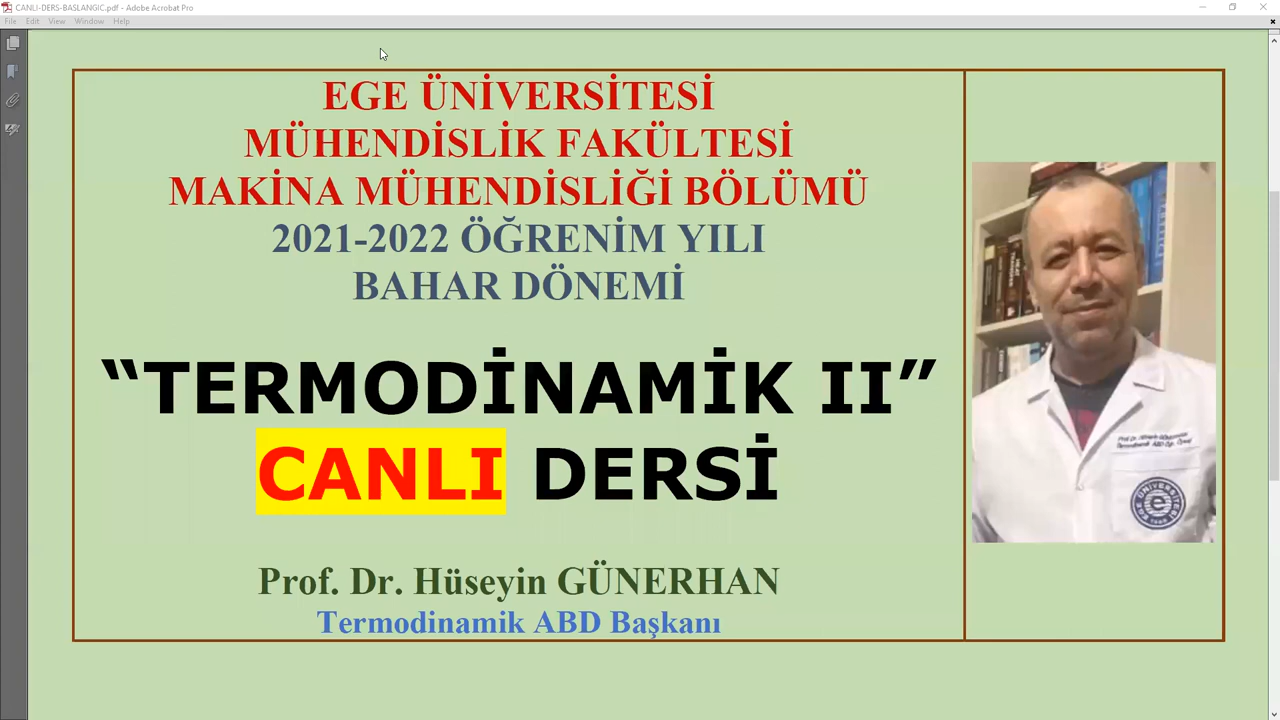 CANLI-DERS-BASLANGIC.pdf - Adobe Acrobat Pro
File Edit View Window Help
EGE ÜNİVERSİTESİ
MÜHENDİSLİK FAKÜLTESİ
MAKİNA MÜHENDİSLİĞİ BÖLÜMÜ
2021-2022 ÖĞRENİM YILI
BAHAR DÖNEMİ
“TERMODİNAMİK II”
CANLI DERSİ
Prof. Dr. Hüseyin GÜNERHAN
Termodinamik ABD Başkanı